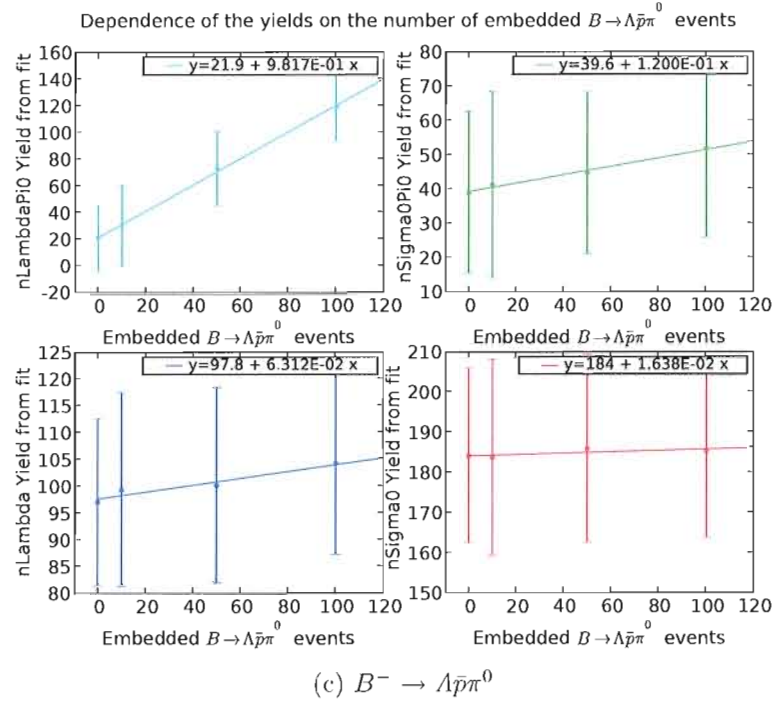 Dependence of the yields on the number of embedded B→Λp̄π⁰ events
nLambdaPi0 Yield from fit
160
140
120
100
80
60
40
20
0
-20
y=21.9 + 9.817E-01 x
0 20 40 60 80 100 120
Embedded B→Λp̄π⁰ events
nSigma0Pi0 Yield from fit
80
70
60
50
40
30
20
10
y=39.6 + 1.200E-01 x
0 20 40 60 80 100 120
Embedded B→Λp̄π⁰ events
nLambda Yield from fit
125
120
115
110
105
100
95
90
85
80
y=97.8 + 6.312E-02 x
0 20 40 60 80 100 120
Embedded B→Λp̄π⁰ events
nSigma0 Yield from fit
210
200
190
180
170
160
150
y=184 + 1.638E-02 x
0 20 40 60 80 100 120
Embedded B→Λp̄π⁰ events
(c) B⁻ → Λp̄π⁰